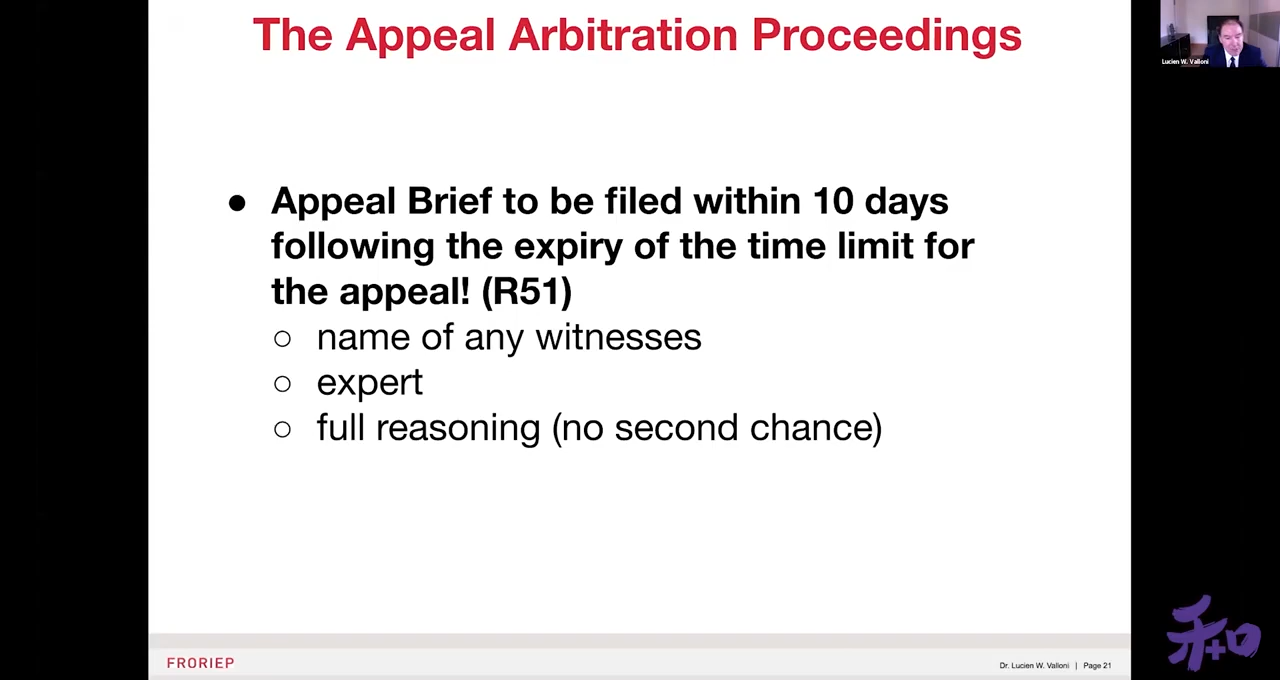 The Appeal Arbitration Proceedings
Lucien W. Valloni
● Appeal Brief to be filed within 10 days
following the expiry of the time limit for
the appeal! (R51)
○ name of any witnesses
○ expert
○ full reasoning (no second chance)
FRORIEP
Dr. Lucien W. Valloni | Page 21
和